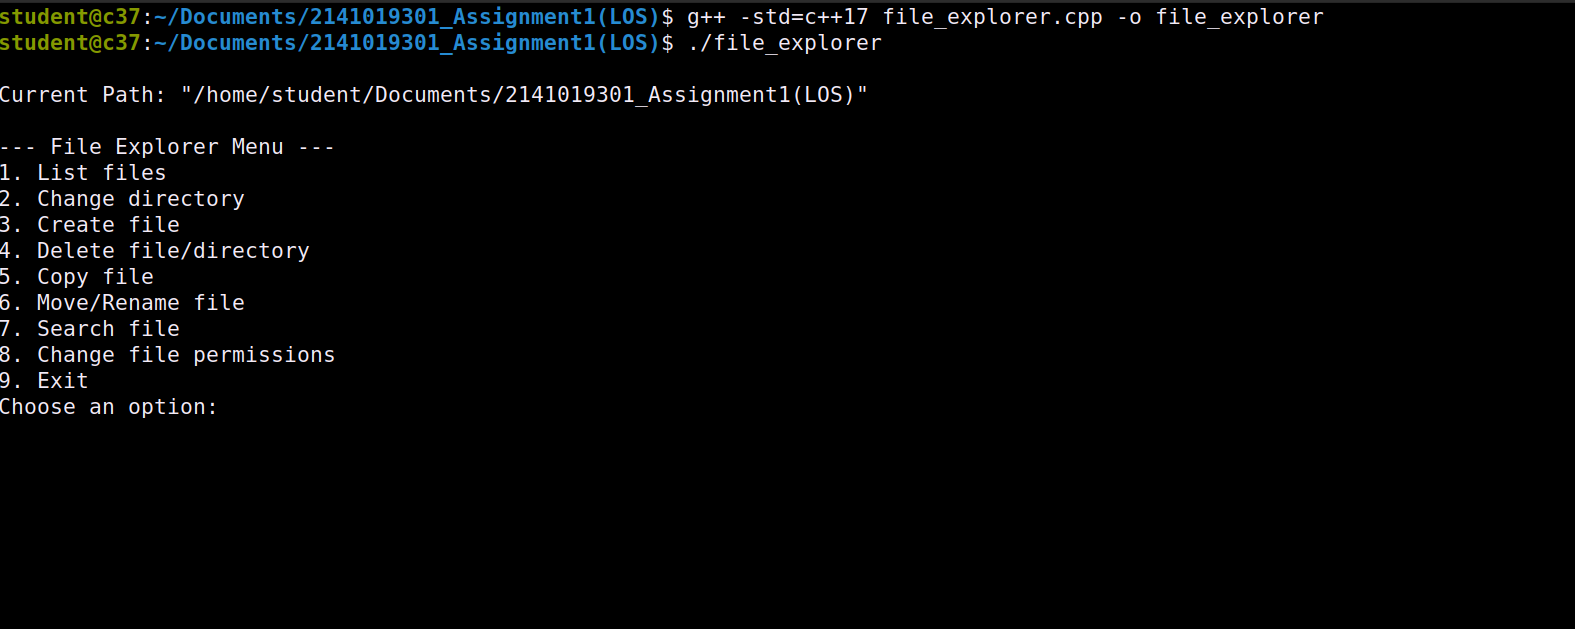 student@c37:~/Documents/2141019301_Assignment1(LOS)$ g++ -std=c++17 file_explorer.cpp -o file_explorer
student@c37:~/Documents/2141019301_Assignment1(LOS)$ ./file_explorer
Current Path: "/home/student/Documents/2141019301_Assignment1(LOS)"
--- File Explorer Menu ---
1. List files
2. Change directory
3. Create file
4. Delete file/directory
5. Copy file
6. Move/Rename file
7. Search file
8. Change file permissions
9. Exit
Choose an option: